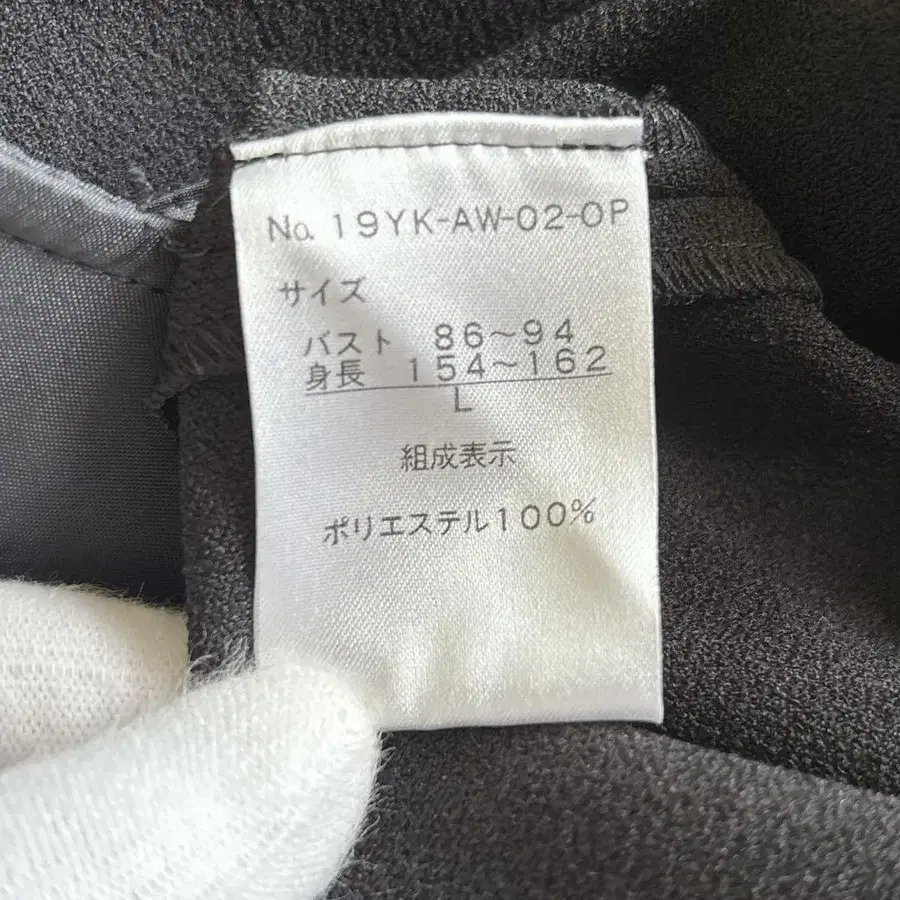 No. 19YK-AW-02-OP
サイズ
バスト 86～94
身長 154～162
L
組成表示
ポリエステル100%